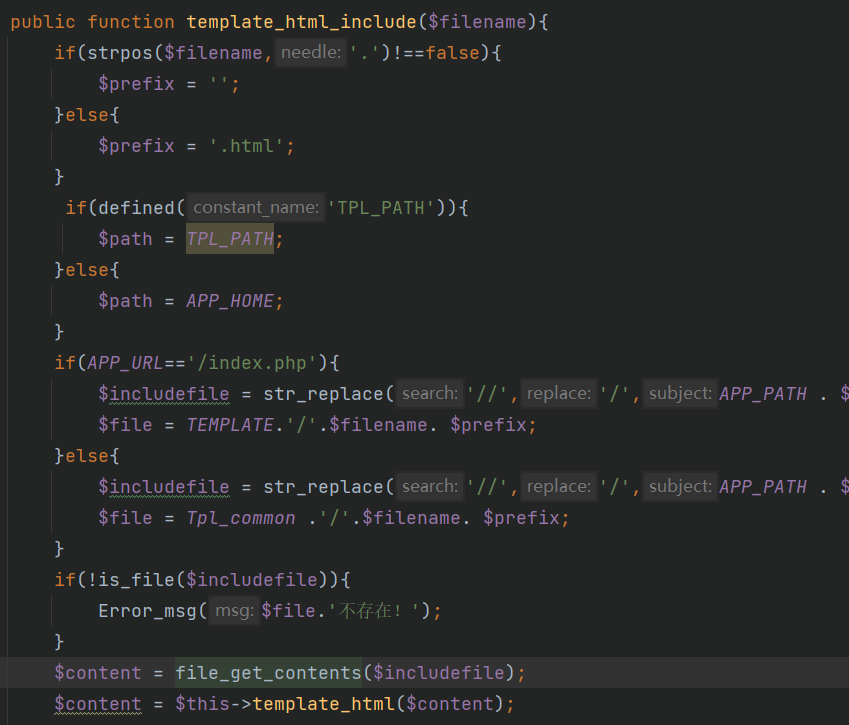 public function template_html_include($filename){
if(strpos($filename, needle: '.')!==false){
$prefix = '';
}else{
$prefix = '.html';
}
if(defined( constant_name: 'TPL_PATH')){
$path = TPL_PATH;
}else{
$path = APP_HOME;
}
if(APP_URL=='/index.php'){
$includefile = str_replace( search: '//', replace: '/', subject: APP_PATH . $
$file = TEMPLATE.'/'.$filename. $prefix;
}else{
$includefile = str_replace( search: '//', replace: '/', subject: APP_PATH . $
$file = Tpl_common .'/'.$filename. $prefix;
}
if(!is_file($includefile)){
Error_msg( msg: $file.'不存在! ');
}
$content = file_get_contents($includefile);
$content = $this->template_html($content);